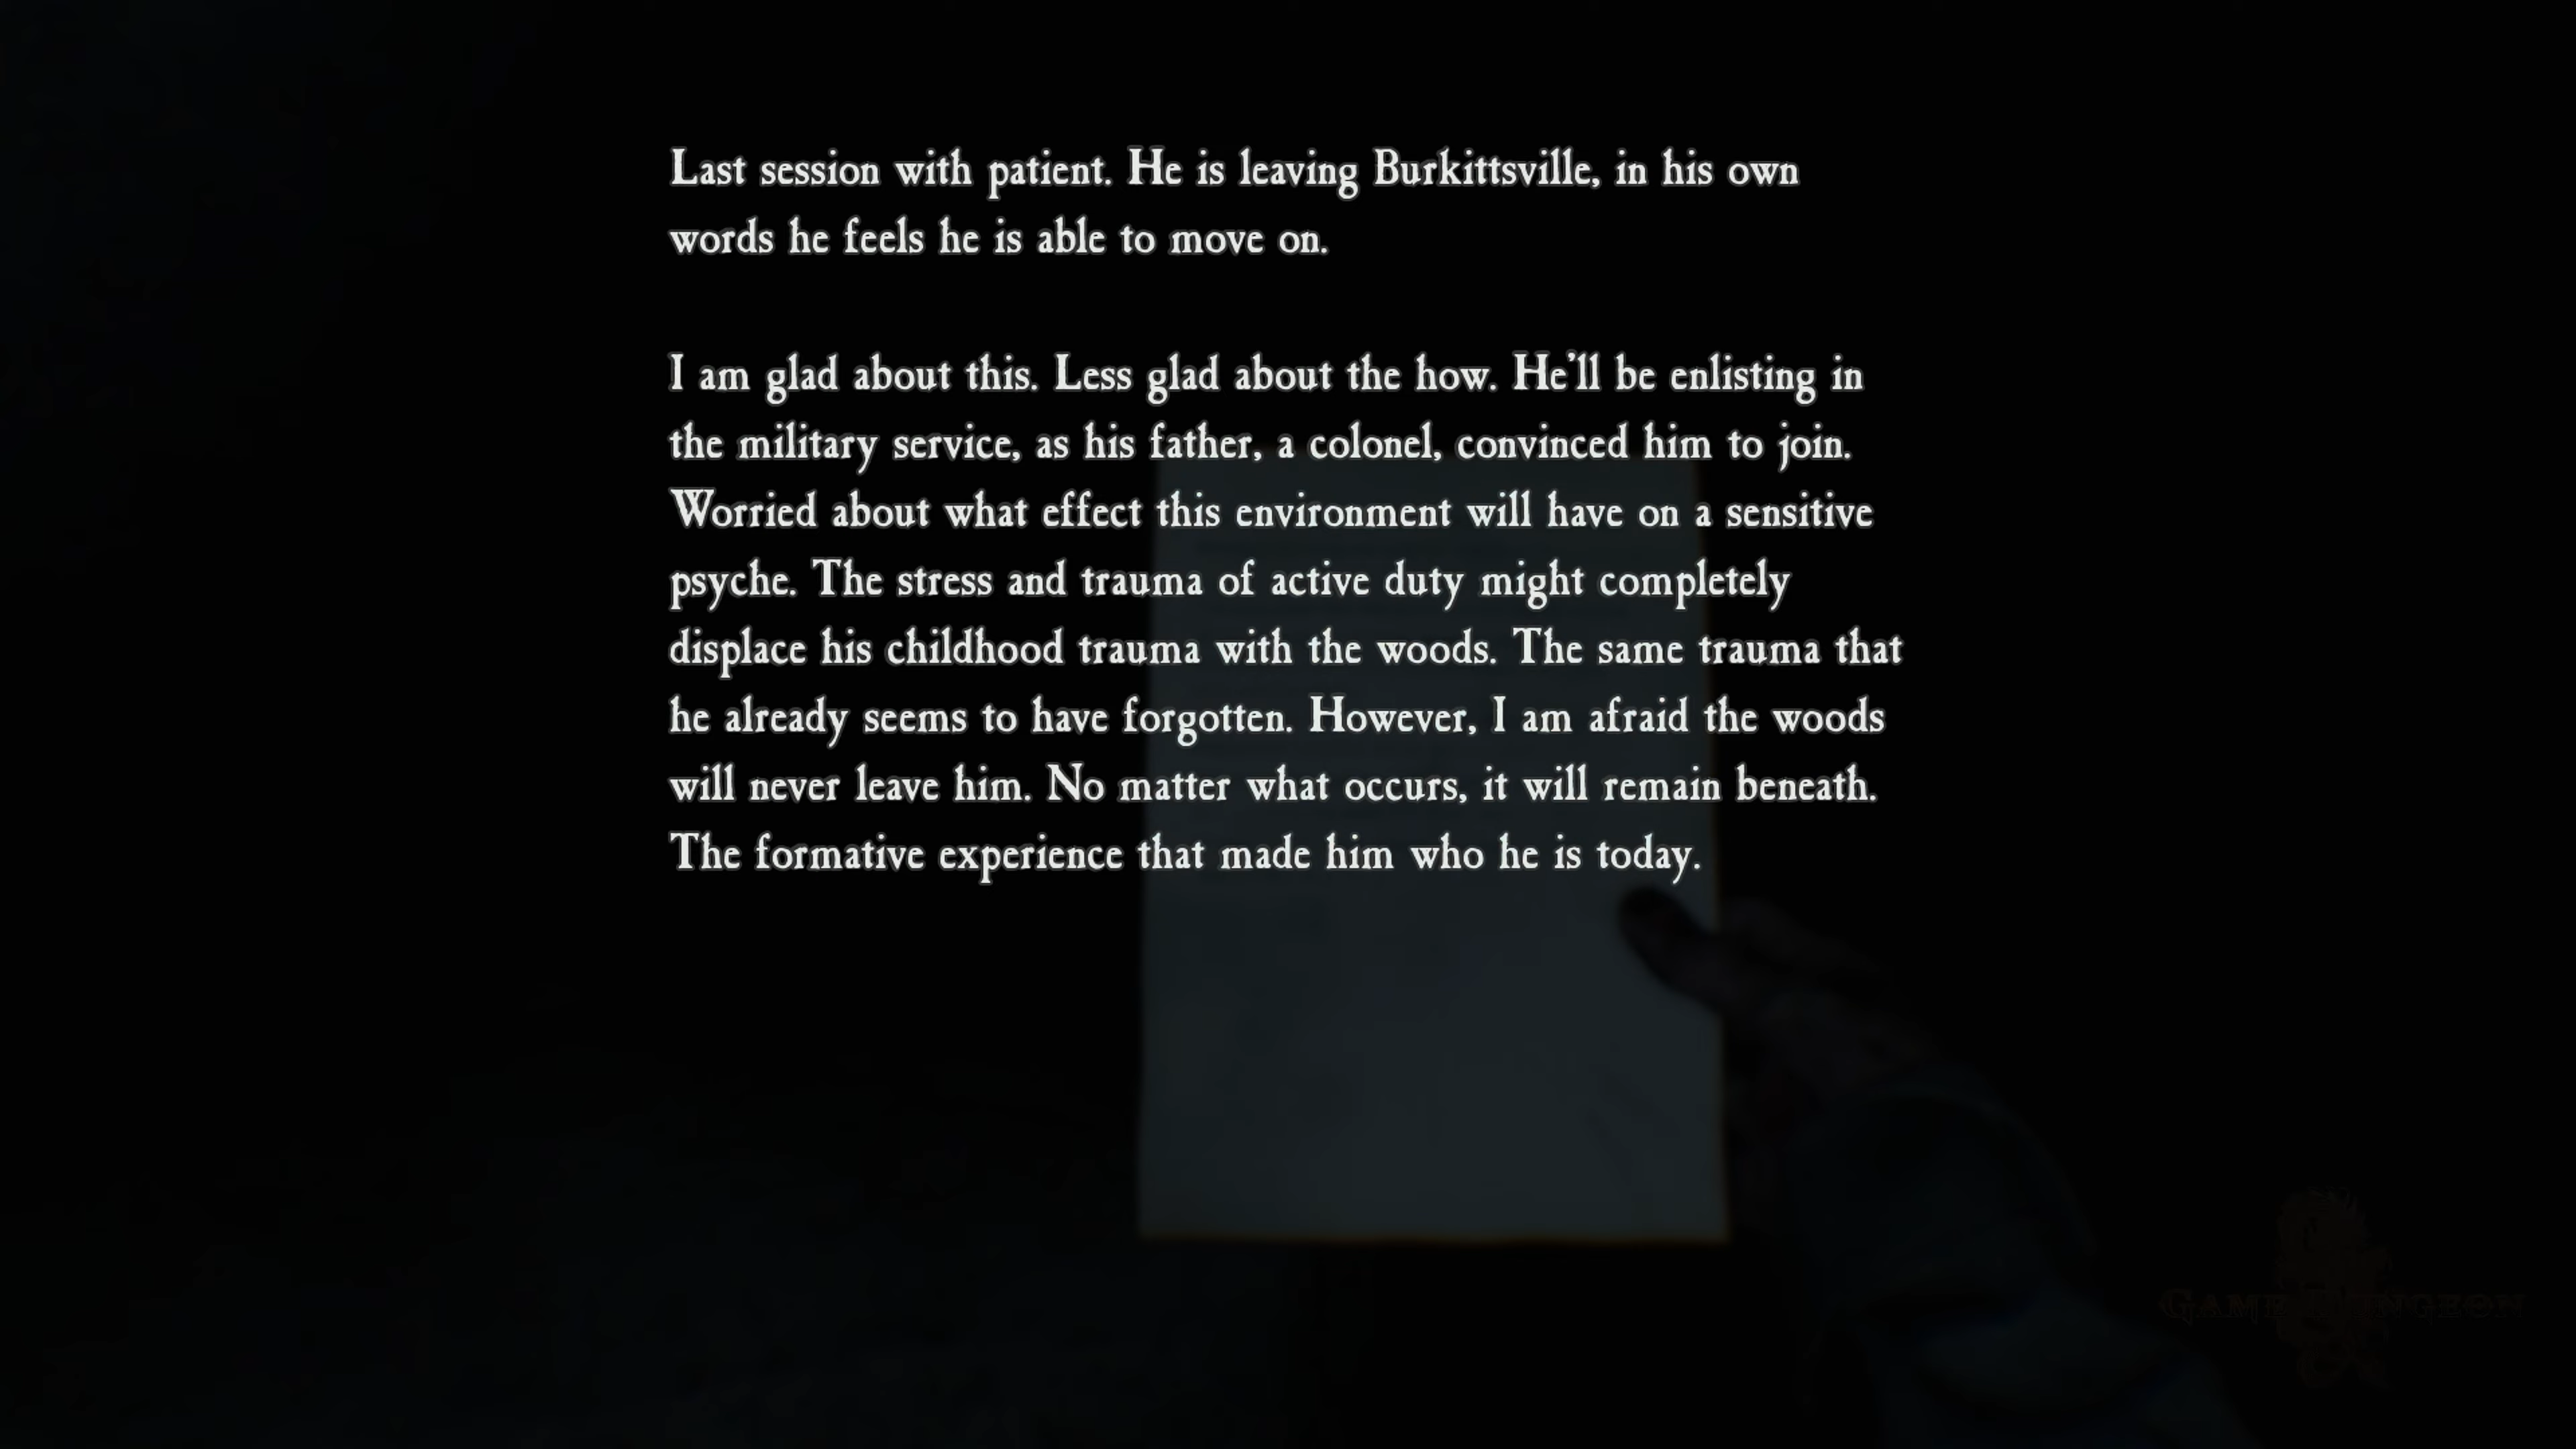 Last session with patient. He is leaving Burkittsville, in his own
words he feels he is able to move on.
I am glad about this. Less glad about the how. He'll be enlisting in
the military service, as his father, a colonel, convinced him to join.
Worried about what effect this environment will have on a sensitive
psyche. The stress and trauma of active duty might completely
displace his childhood trauma with the woods. The same trauma that
he already seems to have forgotten. However, I am afraid the woods
will never leave him. No matter what occurs, it will remain beneath.
The formative experience that made him who he is today.
Game Dungeon